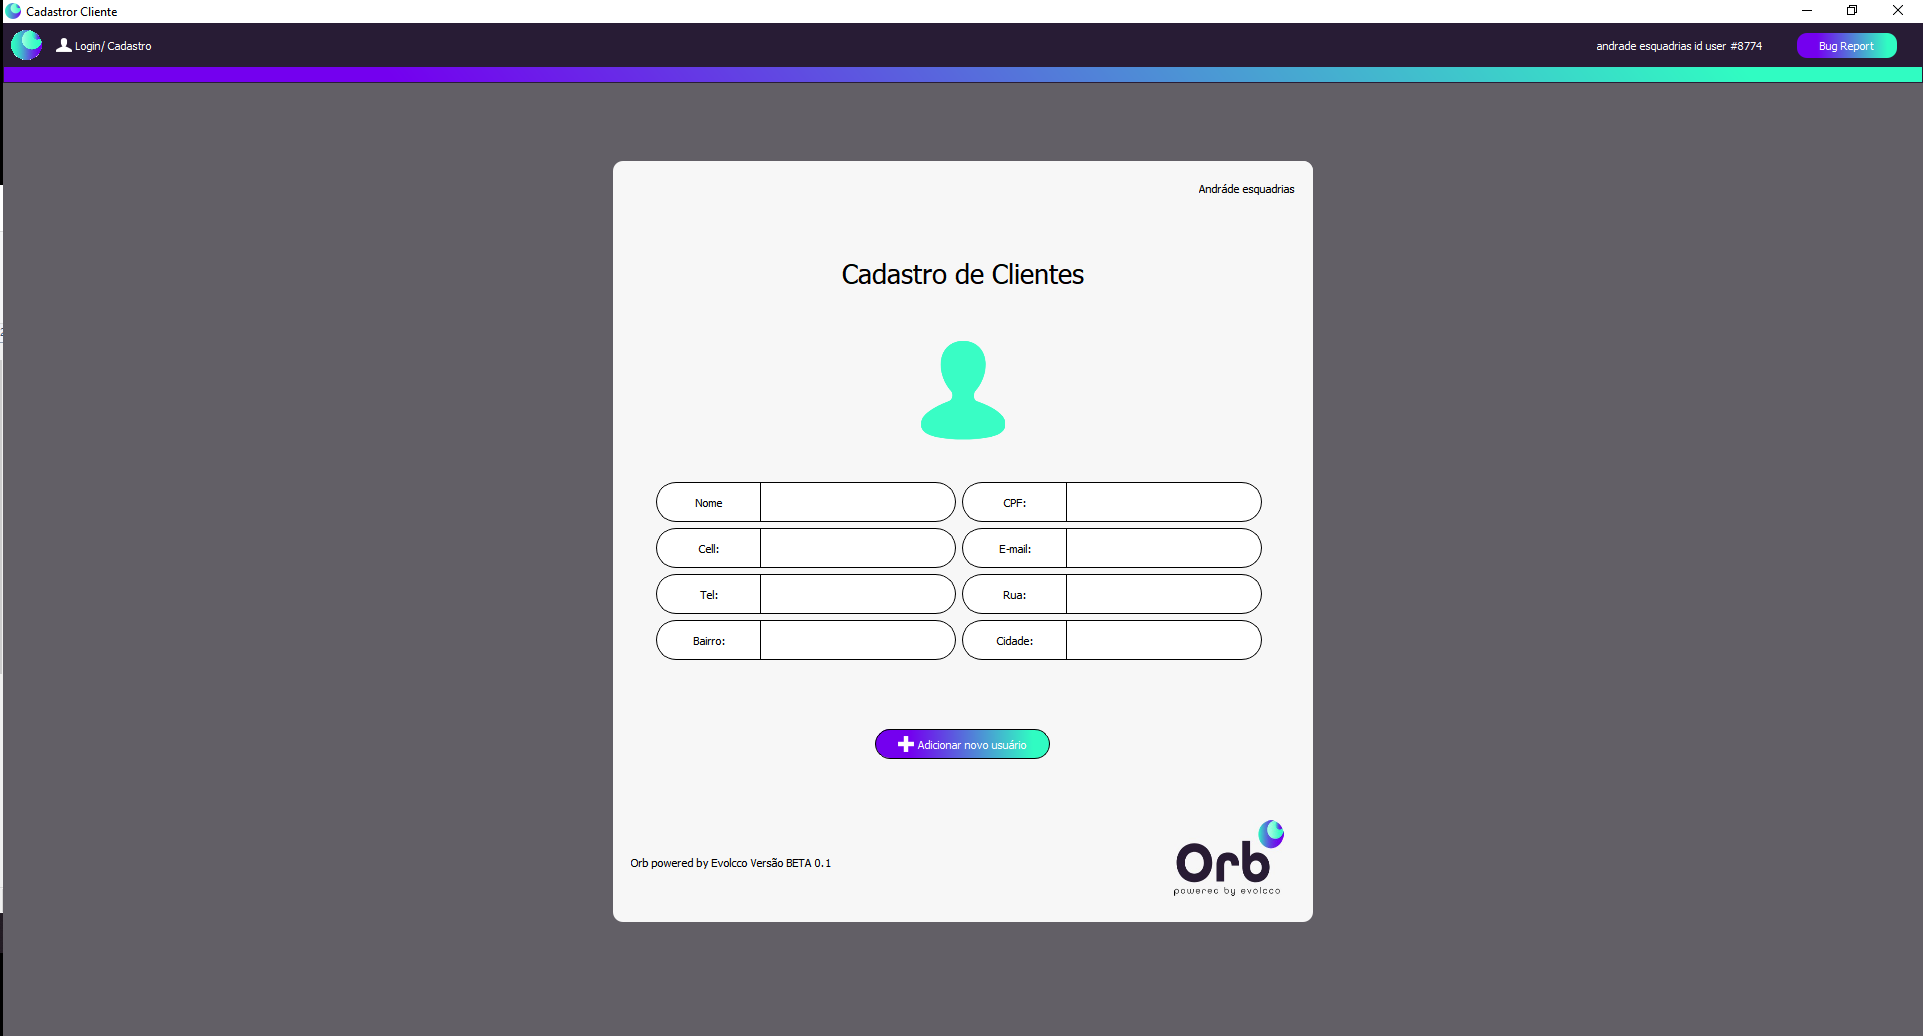 Cadastror Cliente
Login/ Cadastro
andrade esquadrias id user #8774
Bug Report
Andráde esquadrias
Cadastro de Clientes
Nome
CPF:
Cell:
E-mail:
Tel:
Rua:
Bairro:
Cidade:
Adicionar novo usuário
Orb powered by Evolcco Versão BETA 0.1
Orb
powered by evolcco